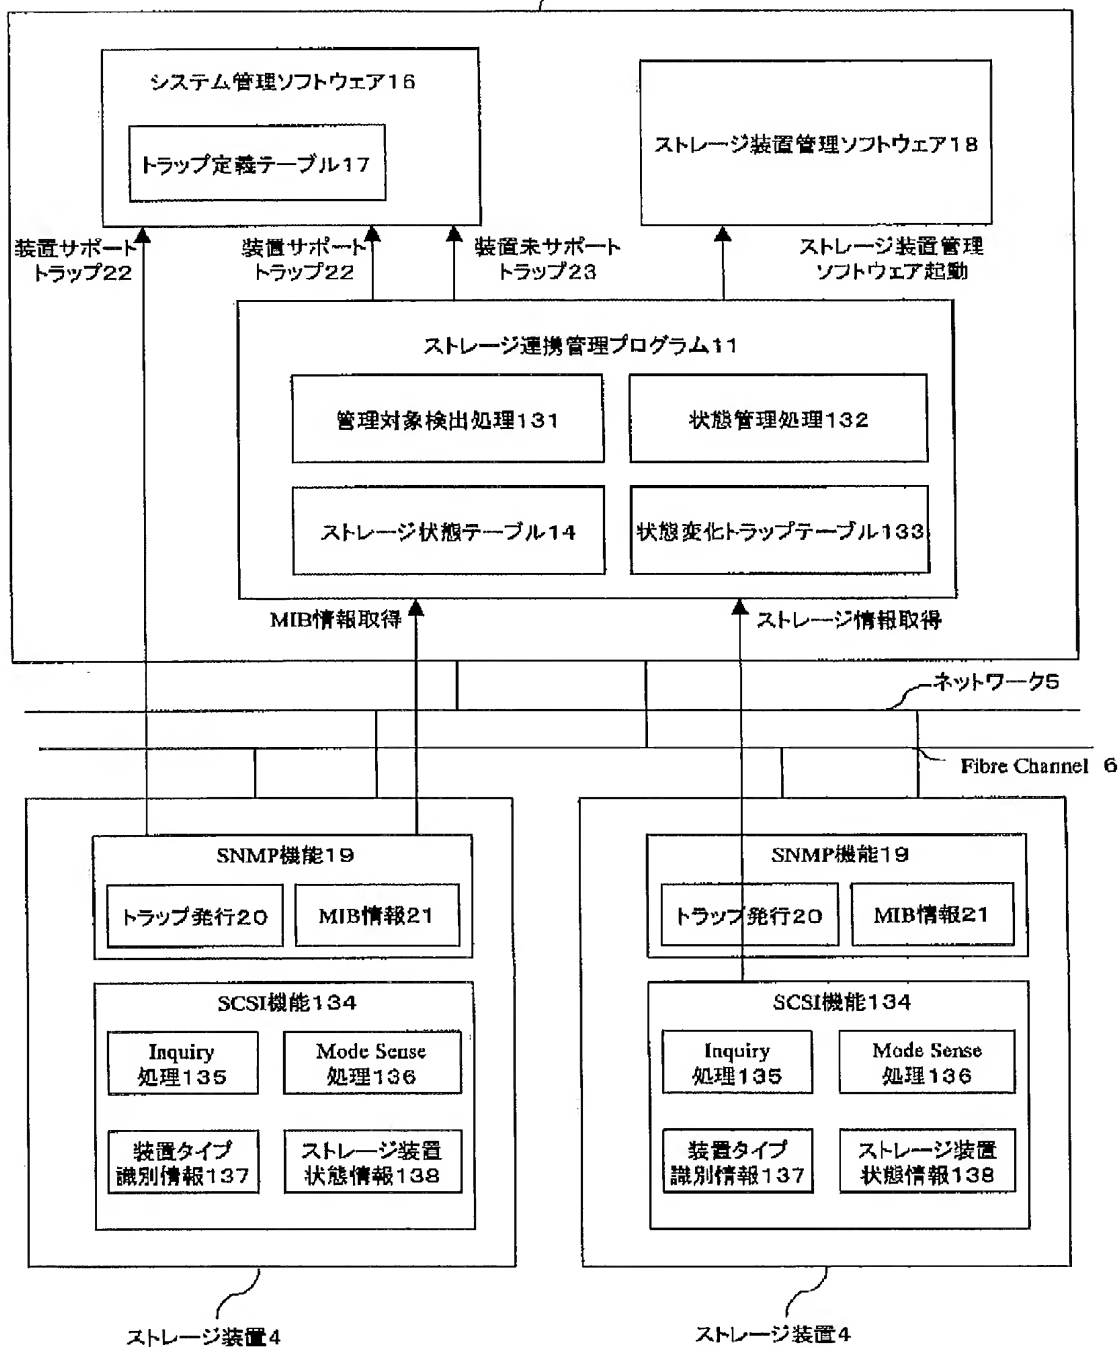 システム管理ソフトウェア16
トラップ定義テーブル17
ストレージ装置管理ソフトウェア18
装置サポート
トラップ22
装置サポート
トラップ22
装置未サポート
トラップ23
ストレージ装置管理
ソフトウェア起動
ストレージ連携管理プログラム11
管理対象検出処理131
状態管理処理132
ストレージ状態テーブル14
状態変化トラップテーブル133
MIB情報取得
ストレージ情報取得
ネットワーク5
Fibre Channel 6
SNMP機能19
トラップ発行20
MIB情報21
SCSI機能134
Inquiry
処理135
Mode Sense
処理136
装置タイプ
識別情報137
ストレージ装置
状態情報138
ストレージ装置4
SNMP機能19
トラップ発行20
MIB情報21
SCSI機能134
Inquiry
処理135
Mode Sense
処理136
装置タイプ
識別情報137
ストレージ装置
状態情報138
ストレージ装置4